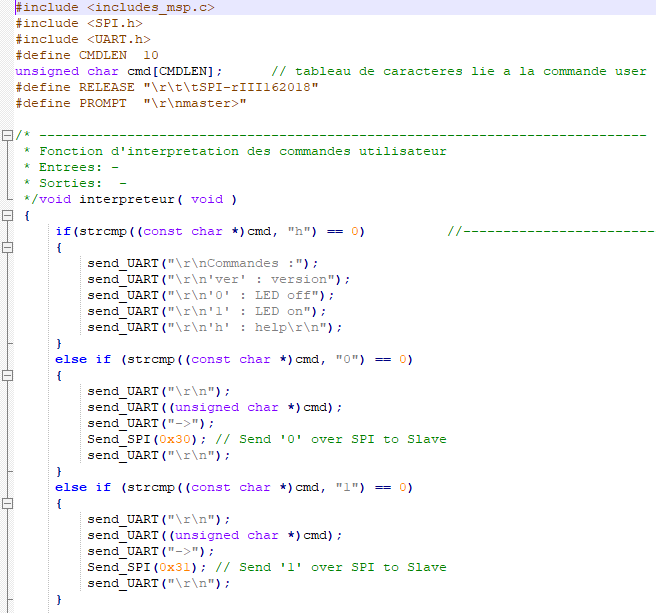 #include <includes_msp.c>
#include <SPI.h>
#include <UART.h>
#define CMDLEN  10
unsigned char cmd[CMDLEN];      // tableau de caracteres lie a la commande user
#define RELEASE "\r\t\tSPI-rIII162018"
#define PROMPT  "\r\nmaster>"
/* ----------------------------------------------------------------------------
 * Fonction d'interpretation des commandes utilisateur
 * Entrees: -
 * Sorties:  -
 */void interpreteur( void )
{
    if(strcmp((const char *)cmd, "h") == 0)          //------------------------
    {
        send_UART("\r\nCommandes :");
        send_UART("\r\n'ver' : version");
        send_UART("\r\n'0' : LED off");
        send_UART("\r\n'1' : LED on");
        send_UART("\r\n'h' : help\r\n");
    }
    else if (strcmp((const char *)cmd, "0") == 0)
    {
        send_UART("\r\n");
        send_UART((unsigned char *)cmd);
        send_UART("->");
        Send_SPI(0x30); // Send '0' over SPI to Slave
        send_UART("\r\n");
    }
    else if (strcmp((const char *)cmd, "1") == 0)
    {
        send_UART("\r\n");
        send_UART((unsigned char *)cmd);
        send_UART("->");
        Send_SPI(0x31); // Send '1' over SPI to Slave
        send_UART("\r\n");
    }